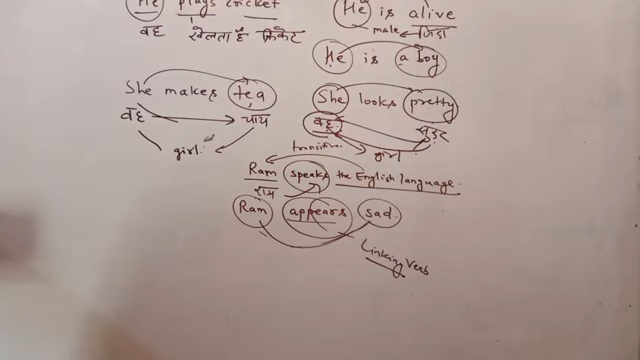 He plays cricket
वह खेलता है क्रिकेट
He is alive
male जिंदा
He is a boy
She makes tea
वह चाय
girl
She looks pretty
वह सुंदर
transitive
Ram speaks the English language.
राम
Ram appears sad.
Linking Verb